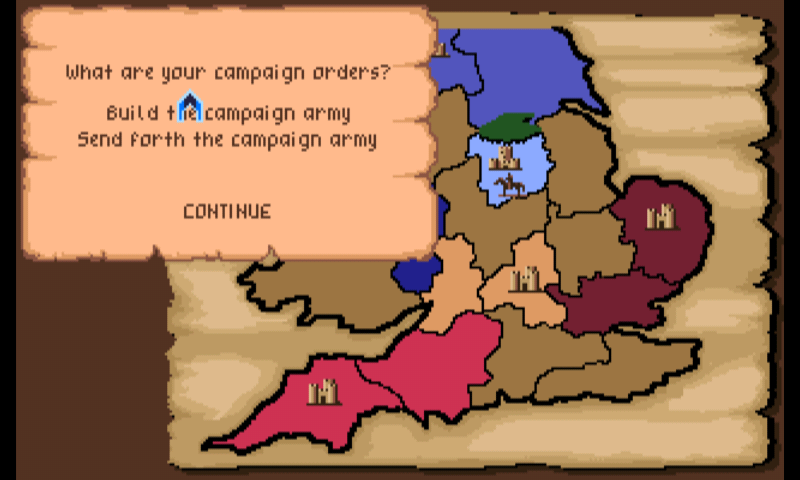 What are your campaign orders?
Build the campaign army
Send forth the campaign army
CONTINUE